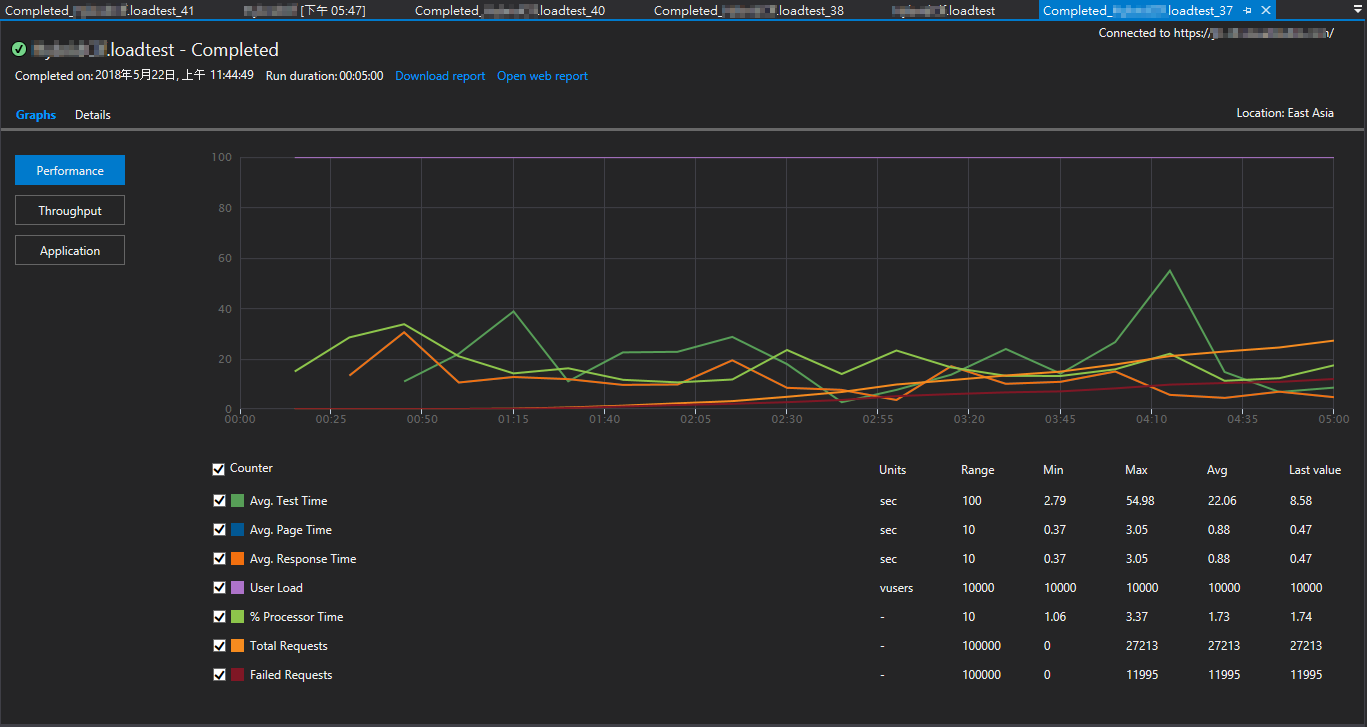 Completed_ .loadtest_41 [下午 05:47] Completed_ .loadtest_40 Completed_ .loadtest_38 .loadtest Completed_ .loadtest_37
Connected to https:// /
.loadtest - Completed
Completed on: 2018年5月22日, 上午 11:44:49 Run duration: 00:05:00 Download report Open web report
Graphs Details Location: East Asia
Performance
Throughput
Application
100
80
60
40
20
0
00:00 00:25 00:50 01:15 01:40 02:05 02:30 02:55 03:20 03:45 04:10 04:35 05:00
Counter Units Range Min Max Avg Last value
Avg. Test Time sec 100 2.79 54.98 22.06 8.58
Avg. Page Time sec 10 0.37 3.05 0.88 0.47
Avg. Response Time sec 10 0.37 3.05 0.88 0.47
User Load vusers 10000 10000 10000 10000 10000
% Processor Time - 10 1.06 3.37 1.73 1.74
Total Requests - 100000 0 27213 27213 27213
Failed Requests - 100000 0 11995 11995 11995